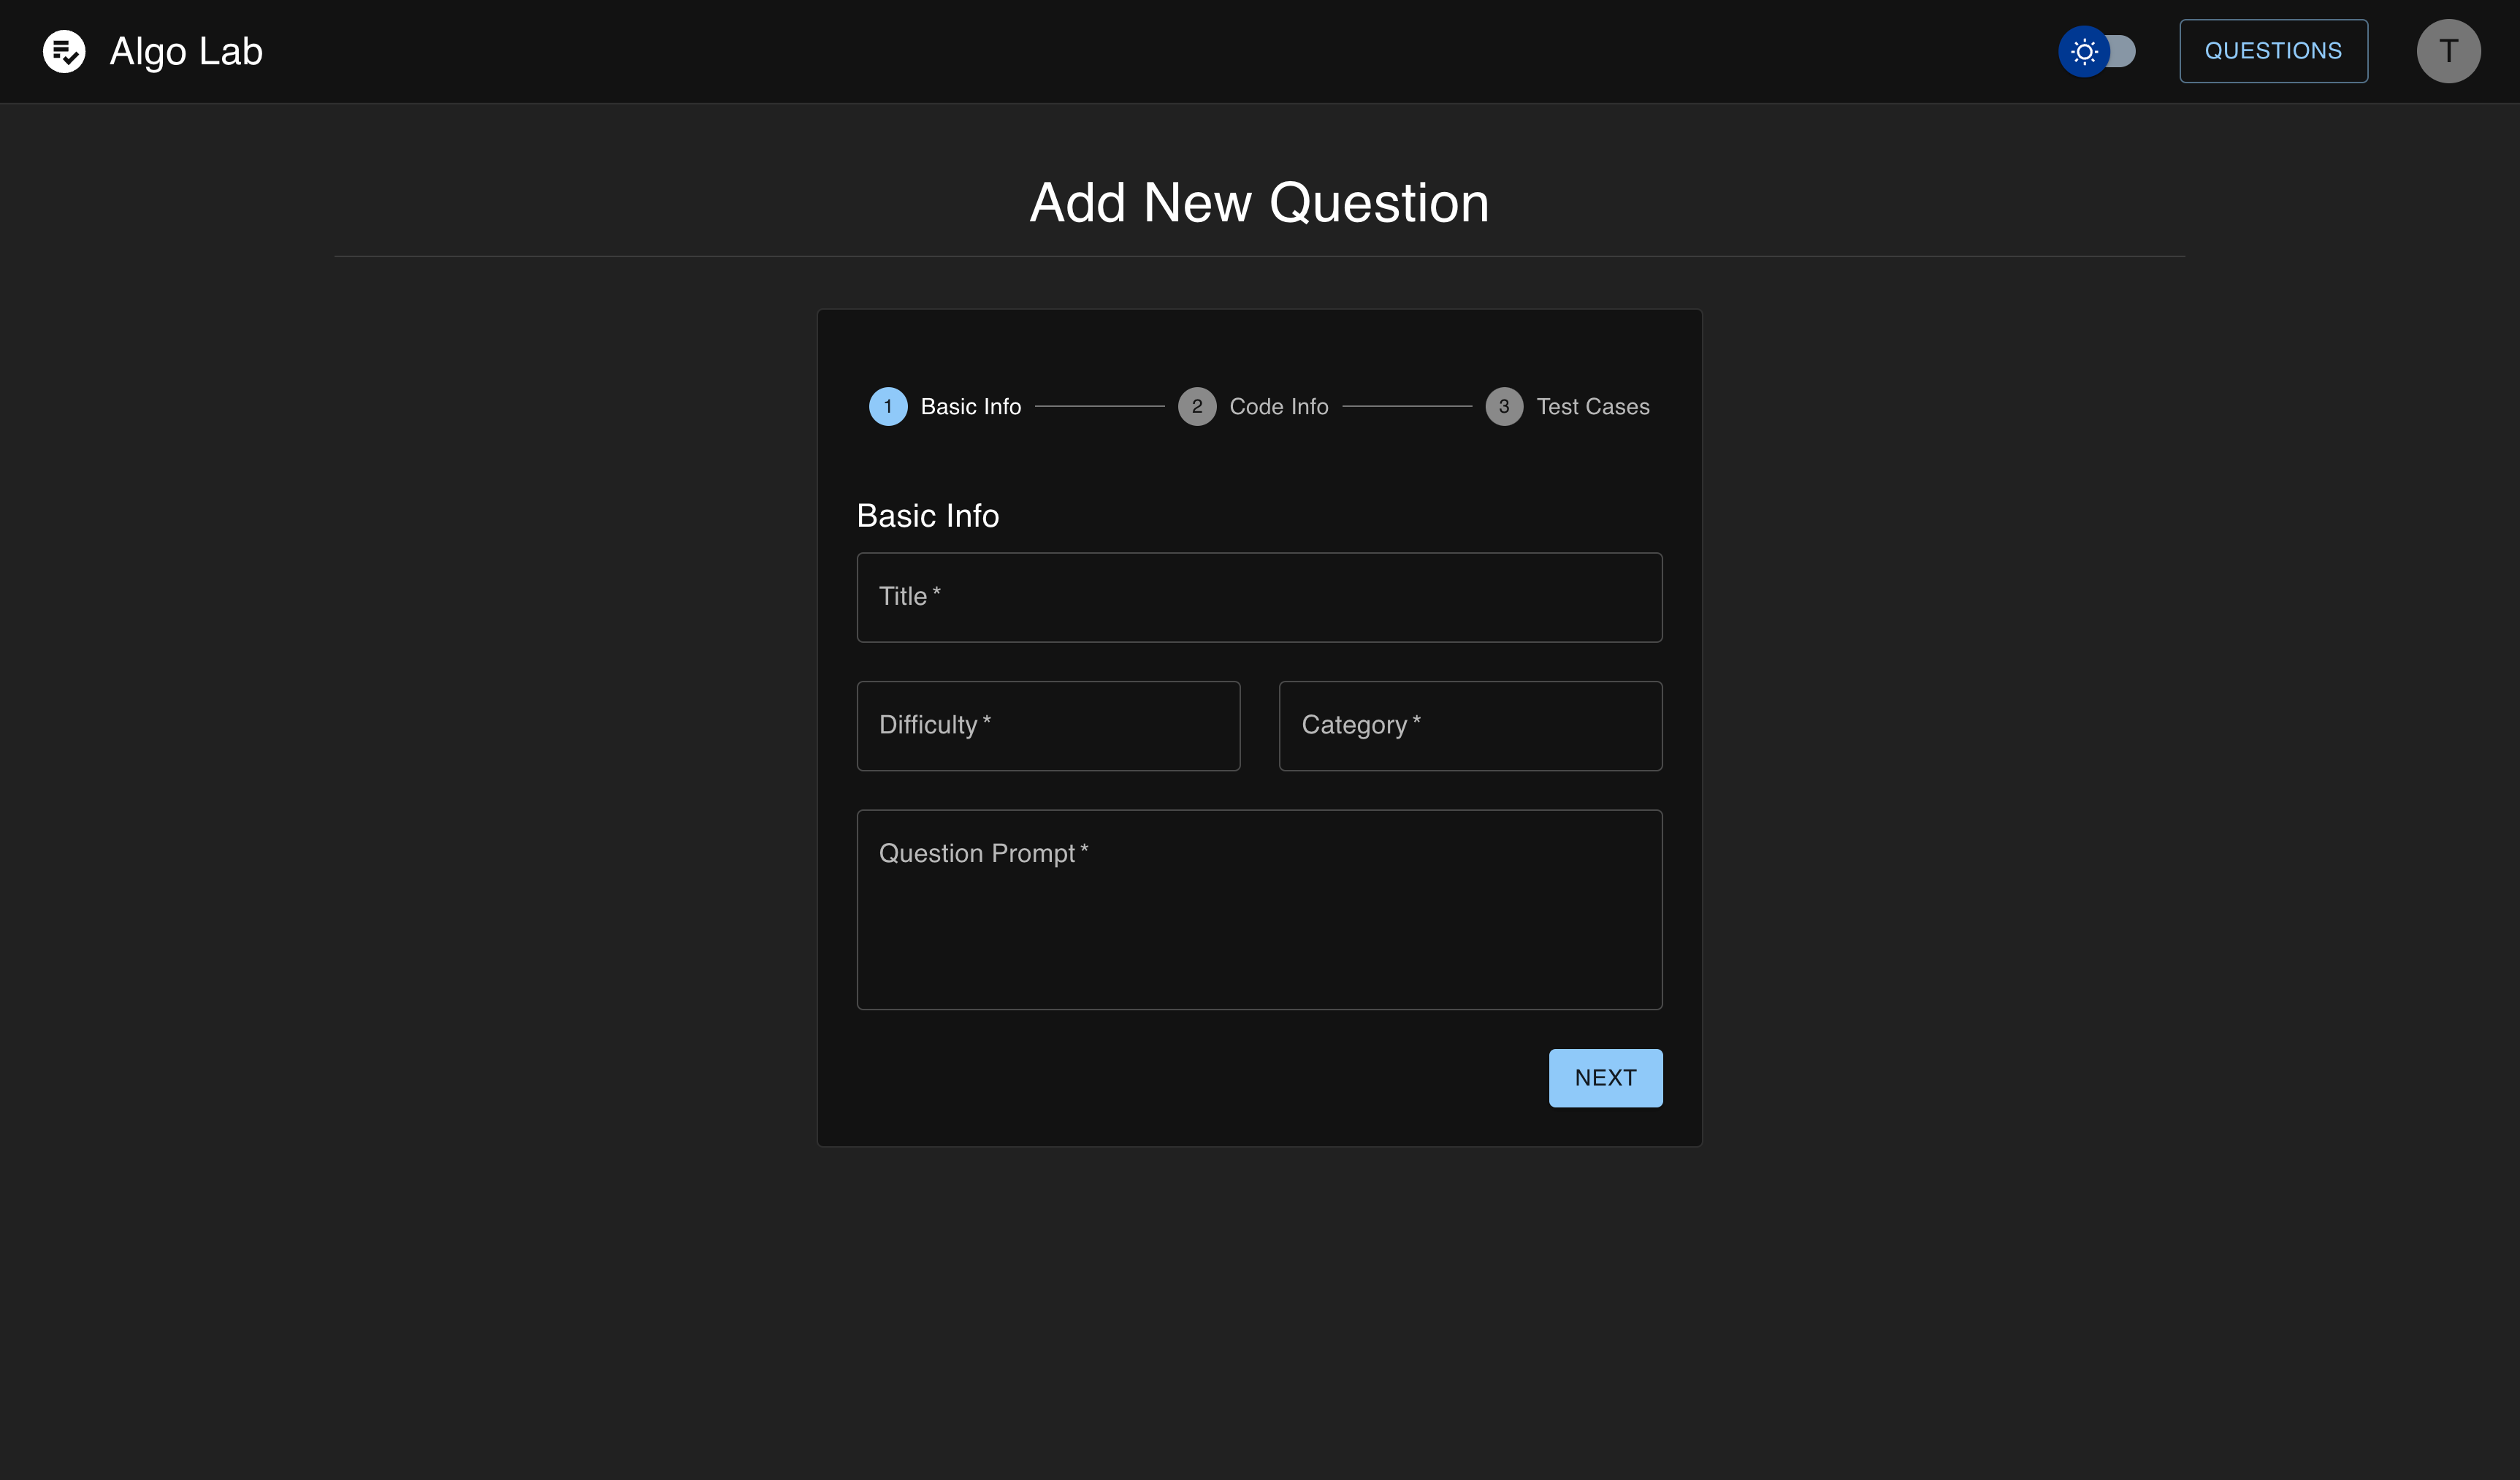 Algo Lab
QUESTIONS
T
Add New Question
1 Basic Info
2 Code Info
3 Test Cases
Basic Info
Title *
Difficulty *
Category *
Question Prompt *
NEXT